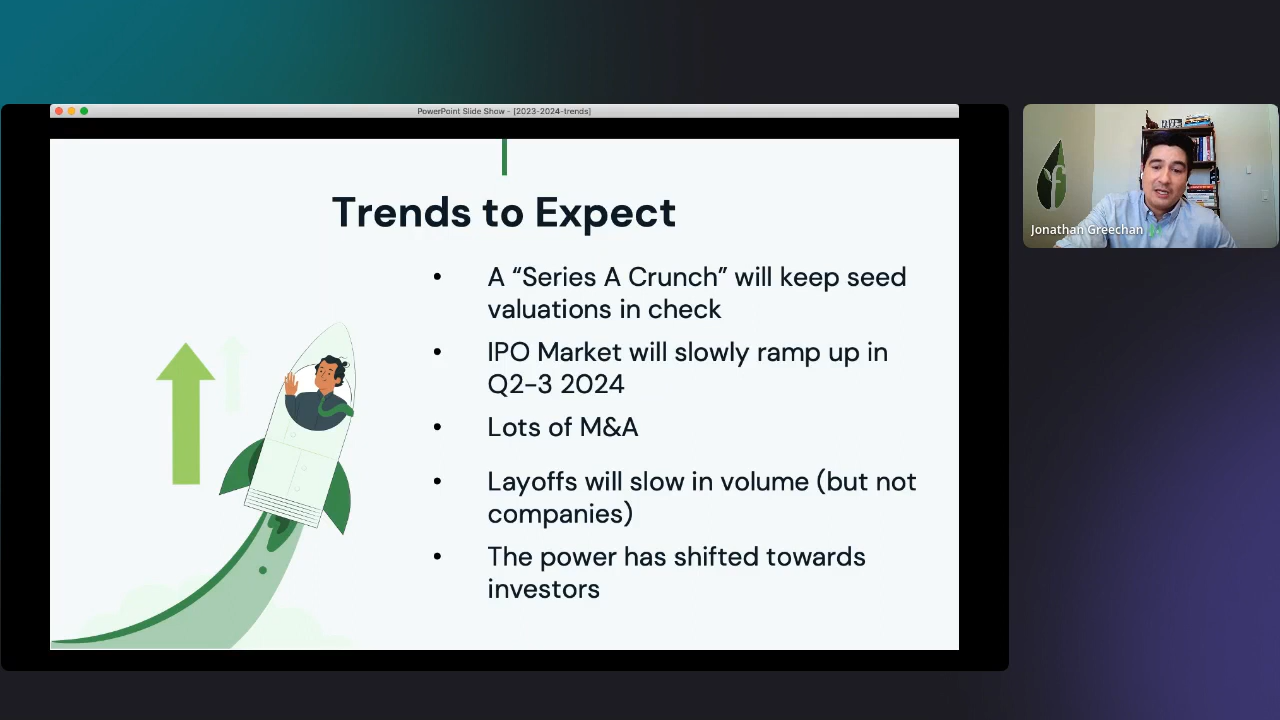 PowerPoint Slide Show - [2023-2024-trends]
Trends to Expect
• A “Series A Crunch” will keep seed
valuations in check
• IPO Market will slowly ramp up in
Q2-3 2024
• Lots of M&A
• Layoffs will slow in volume (but not
companies)
• The power has shifted towards
investors
f
Jonathan Greechan